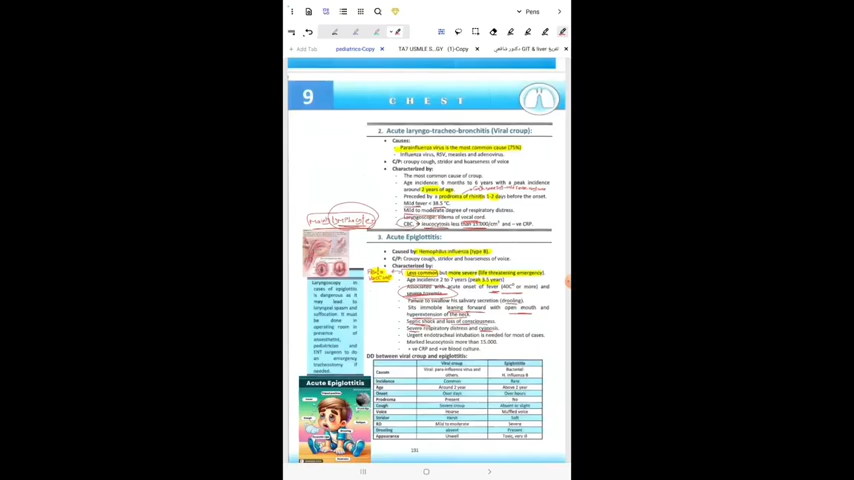 Pens
Add Tab
pediatrics-Copy
TA7 USMLE S...GY (1)-Copy
GIT & liver
9
CHEST
2. Acute laryngo-tracheo-bronchitis (Viral croup):
Causes:
Parainfluenza virus is the most common cause (75%)
Influenza virus, RSV, measles and adenovirus.
C/P: croupy cough, stridor and hoarseness of voice
Characterized by:
The most common cause of croup.
Age incidence: 6 months to 6 years with a peak incidence
around 2 years of age.
Preceded by a prodroma of rhinitis 1-2 days before the onset.
Mild fever < 38.5 °C.
Mild to moderate degree of respiratory distress.
Laryngoscope: edema of vocal cord.
CBC: leucocytosis less than 15.000/cm³ and –ve CRP.
3. Acute Epiglottitis:
Caused by: Hemophilus influenza (type B).
C/P: Croupy cough, stridor and hoarseness of voice.
Characterized by:
Less common but more severe (life threatening emergency).
Age incidence 2 to 7 years (peak 3.5 years)
Associated with acute onset of fever (40C⁰ or more) and
Failure to swallow his salivary secretion (drooling).
Sits immobile leaning forward with open mouth and
hyperextension of the neck.
Septic shock and loss of consciousness.
Severe respiratory distress and cyanosis.
Urgent endotracheal intubation is needed for most of cases.
Marked leucocytosis more than 15.000.
+ ve CRP and +ve blood culture.
Laryngoscopy in
cases of epiglottitis
is dangerous as it
may lead to
laryngeal spasm and
suffocation. It must
be done in
operating room in
presence of
anesthetist,
pediatrician and
ENT surgeon to do
an emergency
tracheostomy if
needed.
Acute Epiglottitis
DD between viral croup and epiglottitis:
Viral croup Epiglottitis
Causes Viral: para-influenza virus and others. Bacterial: H. influenza B
Incidence Common Rare
Age Around 2 year Above 2 year
Onset Over days Over hours
Prodroma Present No
Cough Severe croup Absent or slight
Voice Hoarse Muffled voice
Stridor Harsh Soft
RD Mild to moderate Severe
Drooling absent Present
Appearance Unwell Toxic, very ill
191